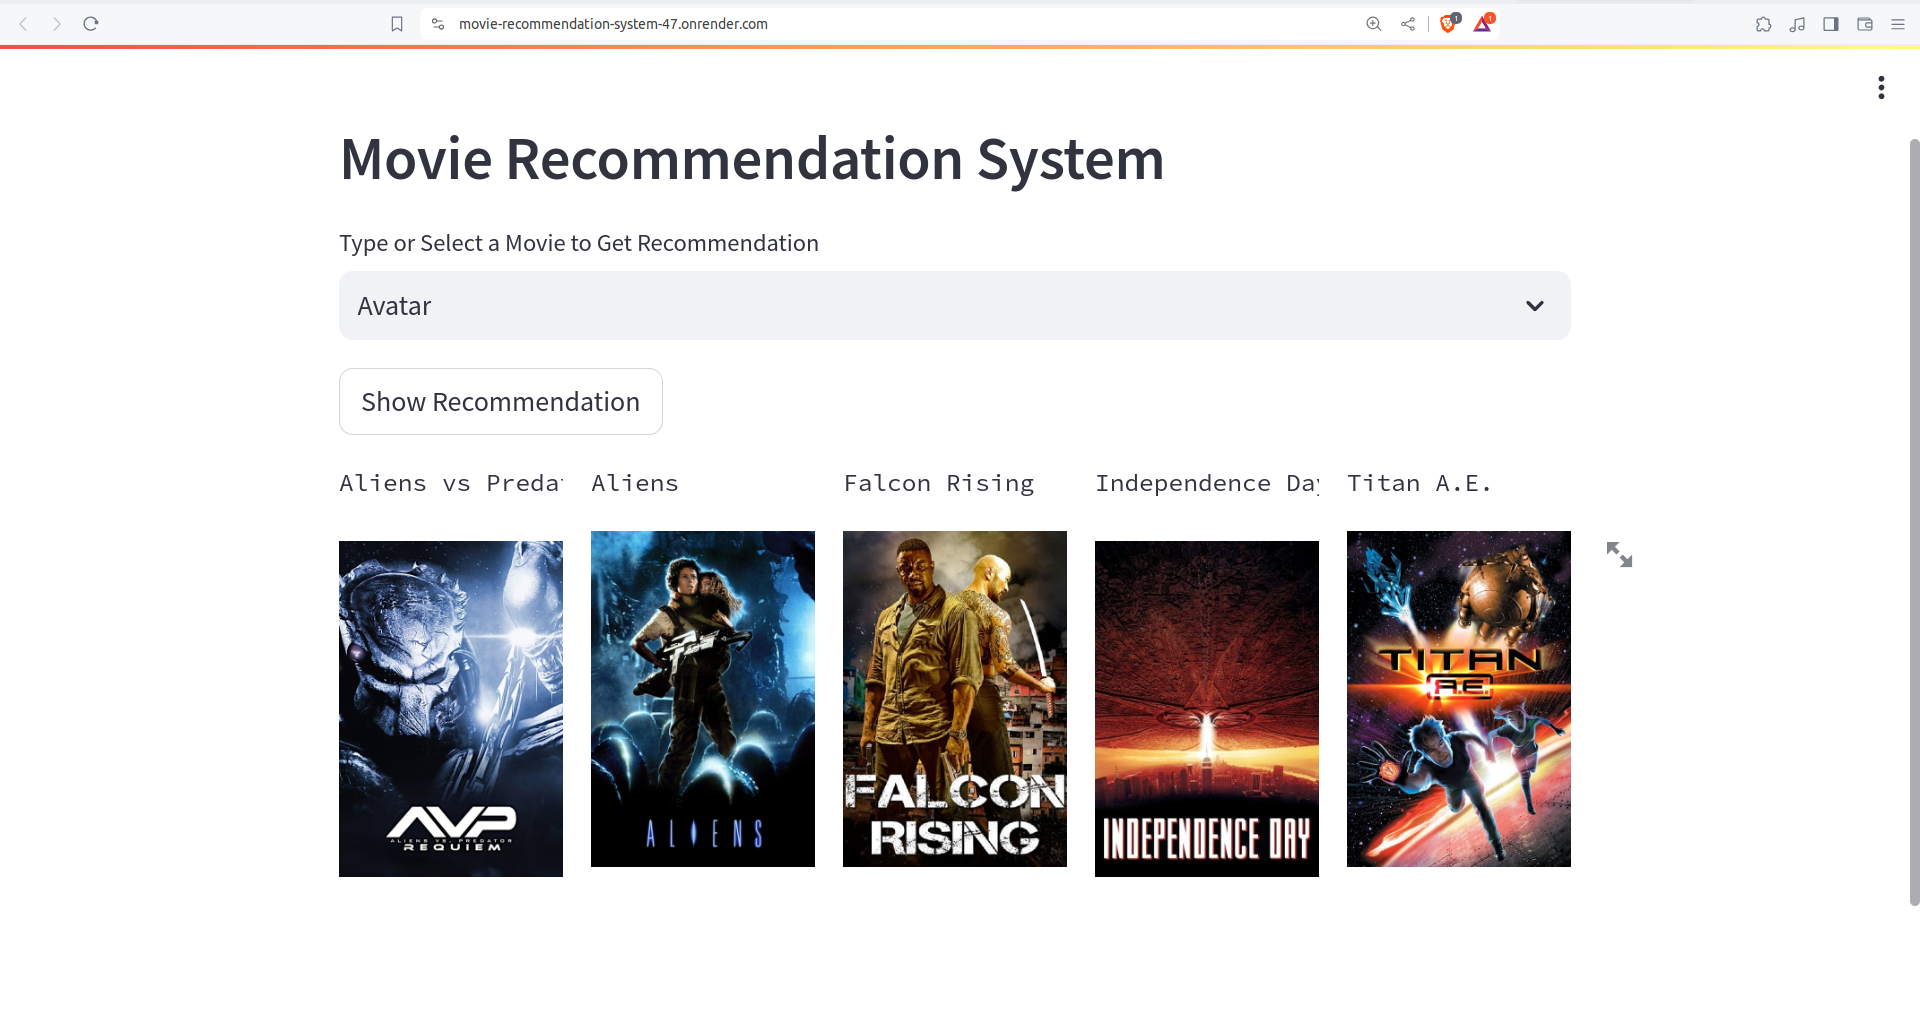 movie-recommendation-system-47.onrender.com
1
1
Movie Recommendation System
Type or Select a Movie to Get Recommendation
Avatar
Show Recommendation
Aliens vs Preda
Aliens
Falcon Rising
Independence Day
Titan A.E.
AVP
ALIENS VS. PREDATOR
REQUIEM
ALIENS
FALCON
RISING
INDEPENDENCE DAY
TITAN
A.E.